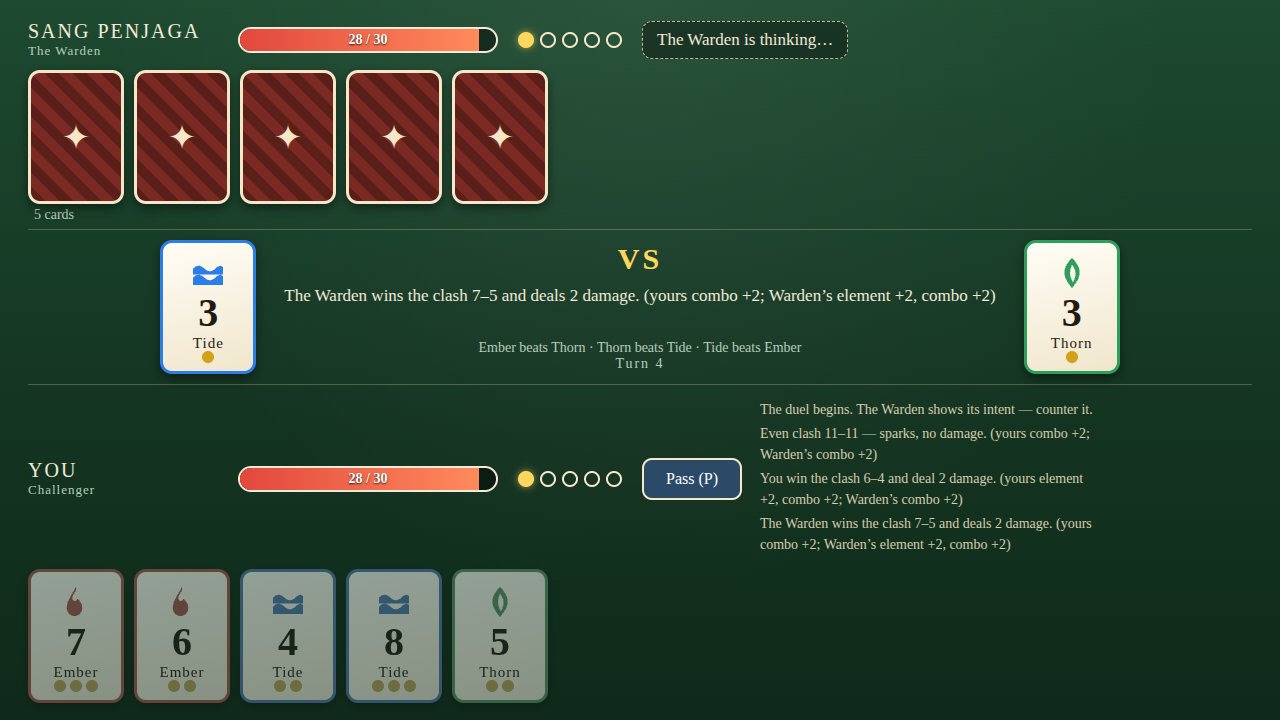 SANG PENJAGA
The Warden
28 / 30
The Warden is thinking…
5 cards
3
Tide
VS
The Warden wins the clash 7–5 and deals 2 damage. (yours combo +2; Warden’s element +2, combo +2)
Ember beats Thorn · Thorn beats Tide · Tide beats Ember
Turn 4
3
Thorn
YOU
Challenger
28 / 30
Pass (P)
The duel begins. The Warden shows its intent — counter it.
Even clash 11–11 — sparks, no damage. (yours combo +2;
Warden’s combo +2)
You win the clash 6–4 and deal 2 damage. (yours element
+2, combo +2; Warden’s combo +2)
The Warden wins the clash 7–5 and deals 2 damage. (yours
combo +2; Warden’s element +2, combo +2)
7
Ember
6
Ember
4
Tide
8
Tide
5
Thorn